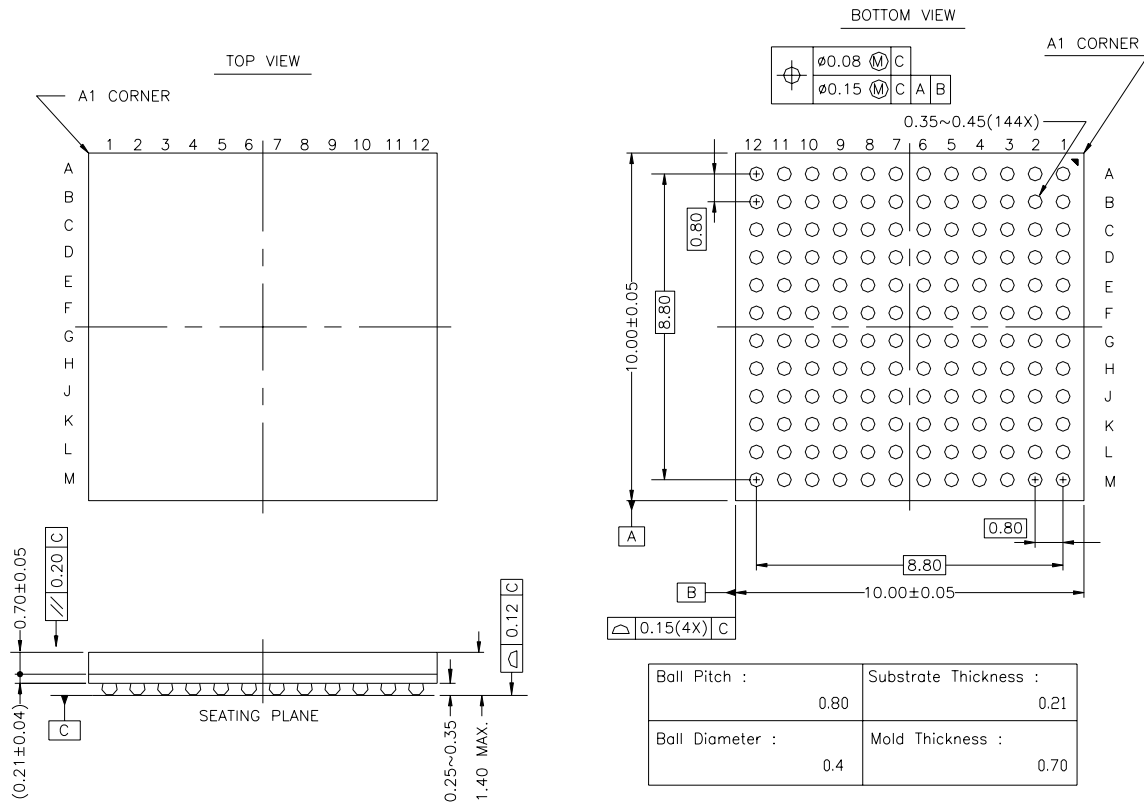 TOP VIEW
A1 CORNER
1 2 3 4 5 6 7 8 9 10 11 12
A
B
C
D
E
F
G
H
J
K
L
M
BOTTOM VIEW
A1 CORNER
⌀0.08 Ⓜ C
⌀0.15 Ⓜ C A B
0.35~0.45(144X)
12 11 10 9 8 7 6 5 4 3 2 1
A
B
C
D
E
F
G
H
J
K
L
M
0.80
8.80
10.00±0.05
A
0.80
8.80
B
10.00±0.05
0.15(4X) C
0.70±0.05
// 0.20 C
(0.21±0.04)
C
SEATING PLANE
0.12 C
0.25~0.35
1.40 MAX.
Ball Pitch : 0.80
Substrate Thickness : 0.21
Ball Diameter : 0.4
Mold Thickness : 0.70